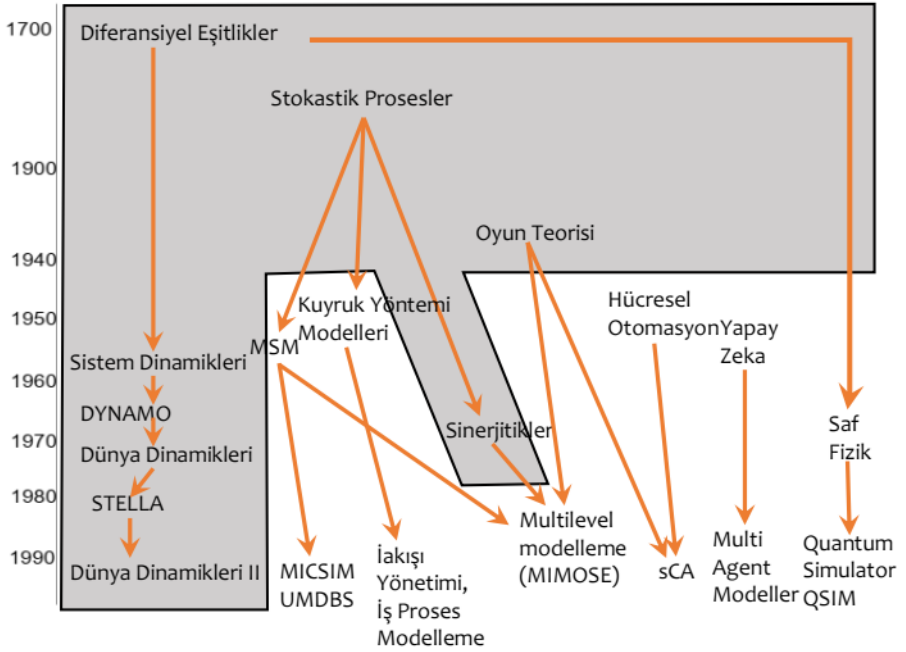 1700
Diferansiyel Eşitlikler
Stokastik Prosesler
1900
Oyun Teorisi
1940
Kuyruk Yöntemi
Modelleri
Hücresel
Otomasyon
1950
MSM
Yapay
Zeka
Sistem Dinamikleri
1960
DYNAMO
Saf
Fizik
Sinerjitikler
1970
Dünya Dinamikleri
1980
STELLA
Multilevel
modelleme
(MIMOSE)
1990
Dünya Dinamikleri II
MICSIM
UMDBS
İakışı
Yönetimi,
İş Proses
Modelleme
sCA
Multi
Agent
Modeller
Quantum
Simulator
QSIM